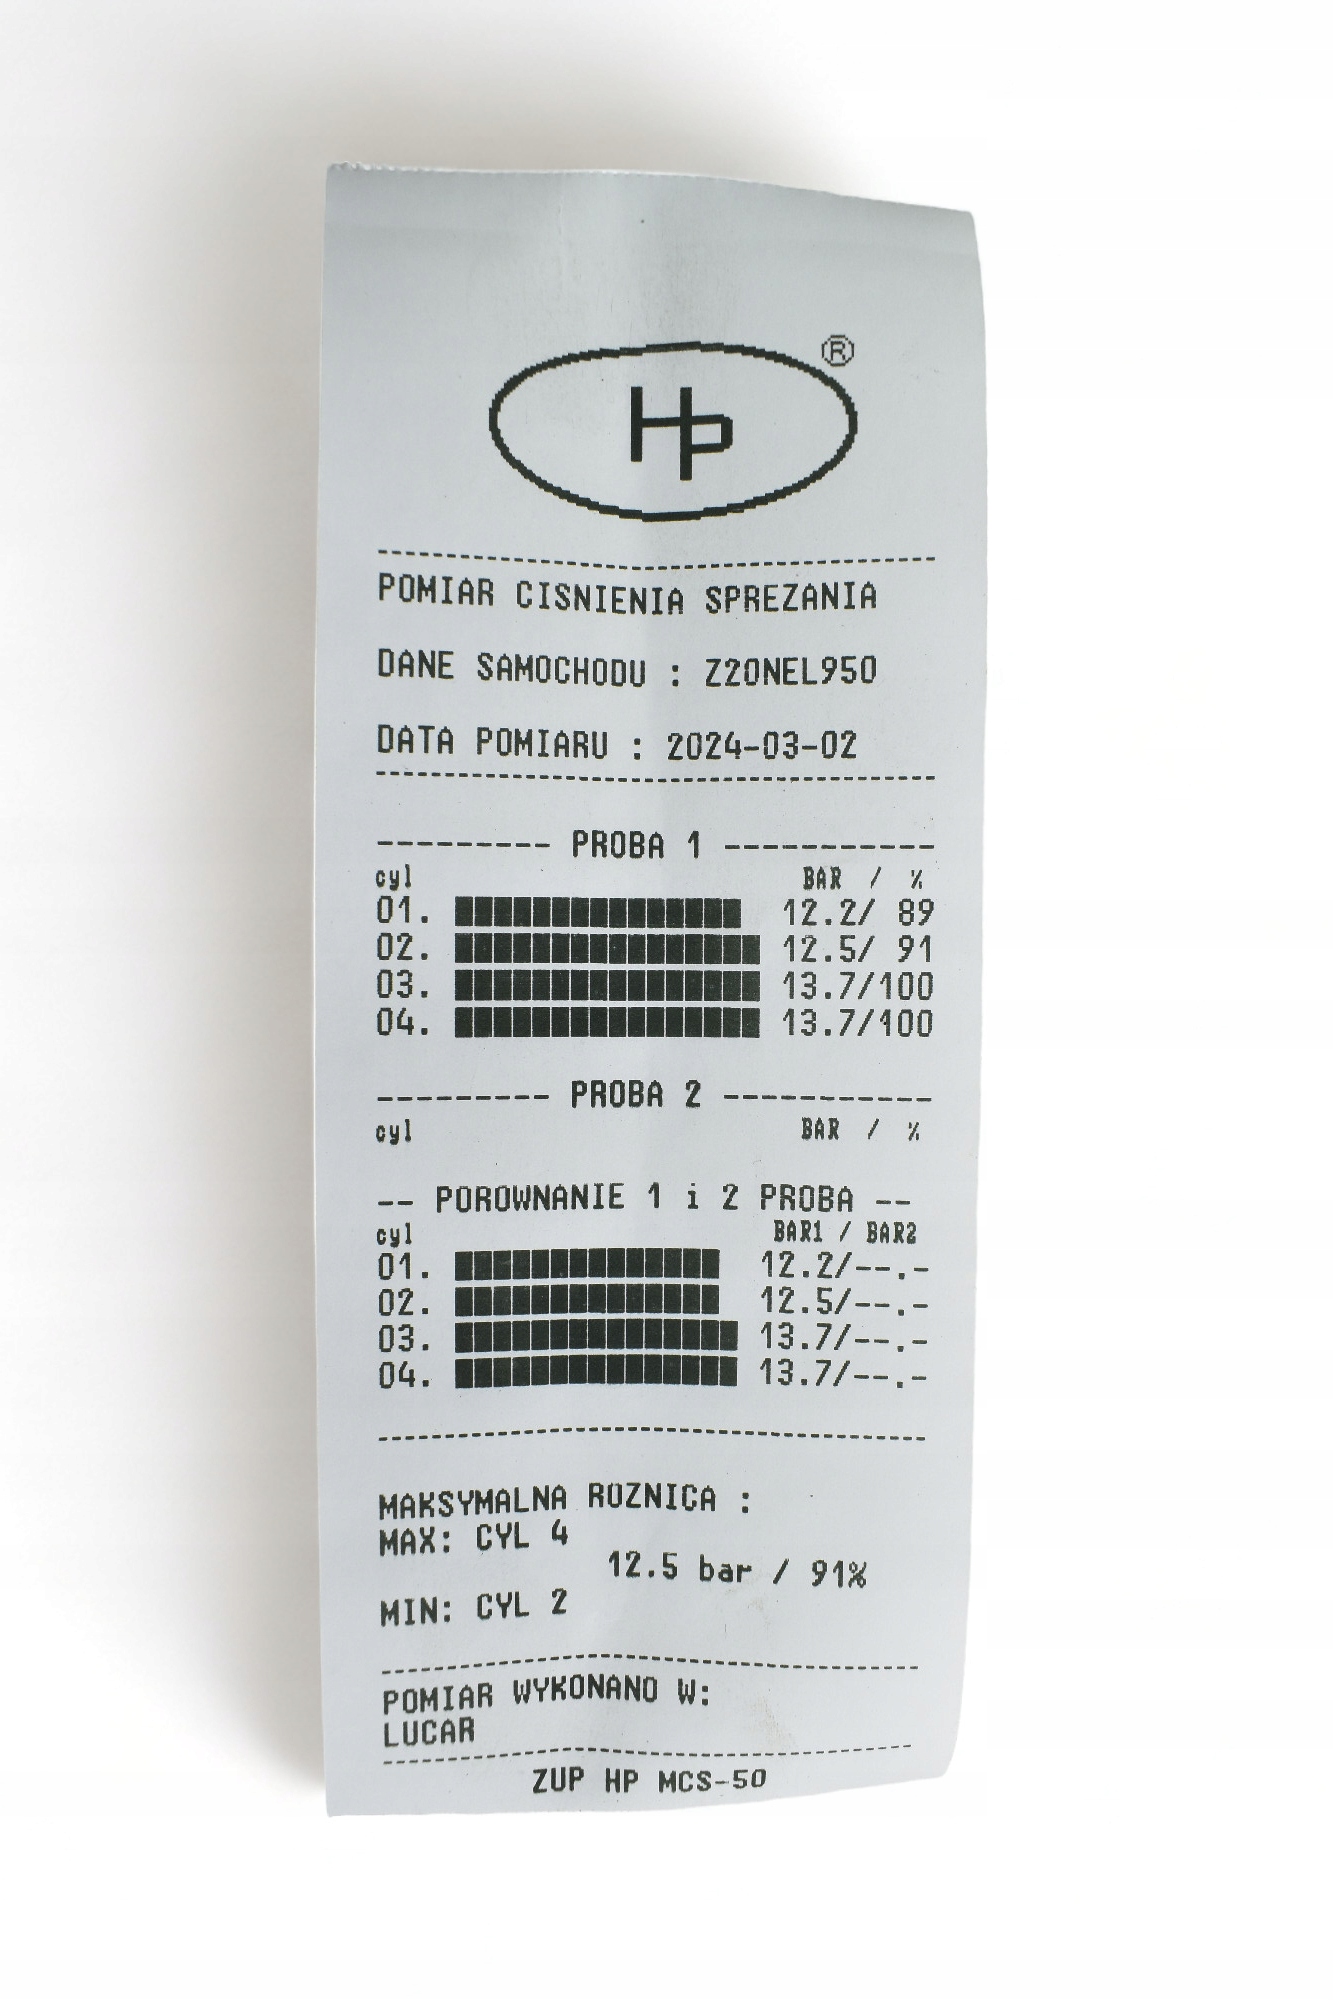 HP ®
POMIAR CISNIENIA SPREZANIA
DANE SAMOCHODU : Z20NEL950
DATA POMIARU : 2024-03-02
--------- PROBA 1 -----------
cyl BAR / %
01. 12.2/ 89
02. 12.5/ 91
03. 13.7/100
04. 13.7/100
--------- PROBA 2 -----------
cyl BAR / %
-- POROWNANIE 1 i 2 PROBA --
cyl BAR1 / BAR2
01. 12.2/--.-
02. 12.5/--.-
03. 13.7/--.-
04. 13.7/--.-
MAKSYMALNA ROZNICA :
MAX: CYL 4
12.5 bar / 91%
MIN: CYL 2
POMIAR WYKONANO W:
LUCAR
ZUP HP MCS-50